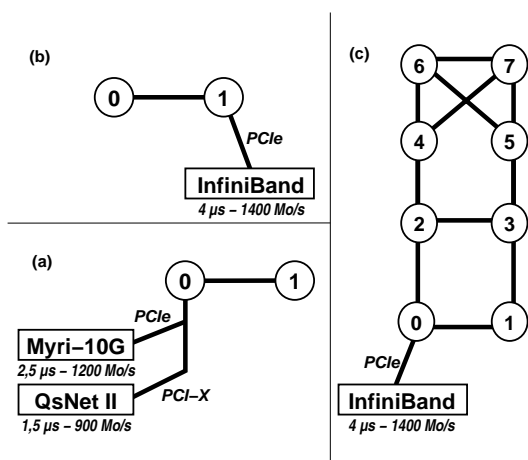 (b)
0 1
PCIe
InfiniBand
4 µs − 1400 Mo/s
(a)
0 1
PCIe
Myri−10G
2,5 µs − 1200 Mo/s
QsNet II
PCI−X
1,5 µs − 900 Mo/s
(c)
6 7
4 5
2 3
0 1
PCIe
InfiniBand
4 µs − 1400 Mo/s